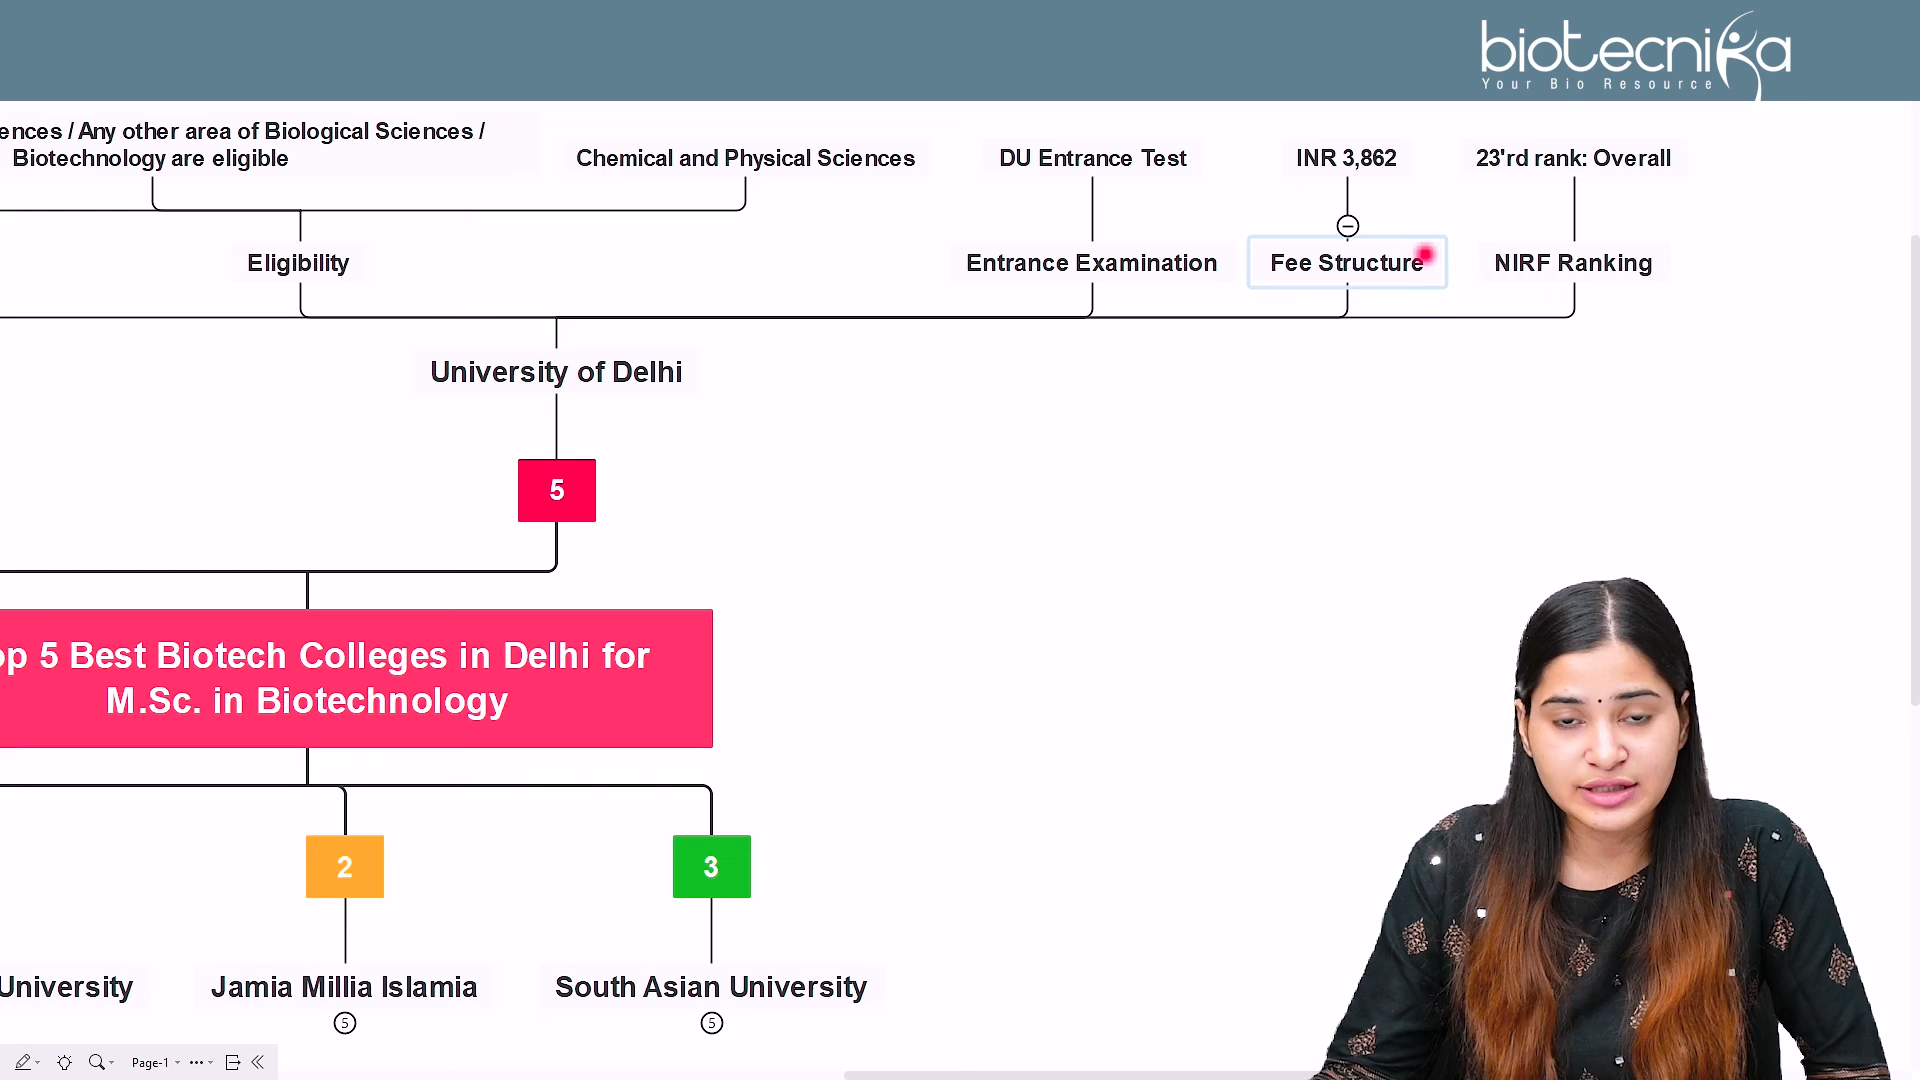 biotecnika
Your Bio Resource
ences / Any other area of Biological Sciences /
Biotechnology are eligible
Chemical and Physical Sciences
DU Entrance Test
INR 3,862
23'rd rank: Overall
Eligibility
Entrance Examination
Fee Structure
NIRF Ranking
University of Delhi
5
op 5 Best Biotech Colleges in Delhi for
M.Sc. in Biotechnology
2
3
University
Jamia Millia Islamia
South Asian University
5
5
Page-1